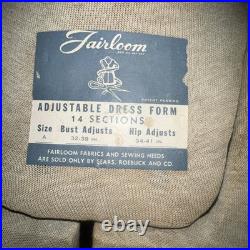 Fairloom
PATENT PENDING
ADJUSTABLE DRESS FORM
14 SECTIONS
Size Bust Adjusts Hip Adjusts
A 32-38 in. 34-41 in.
FAIRLOOM FABRICS AND SEWING NEEDS
ARE SOLD ONLY BY SEARS, ROEBUCK AND CO.